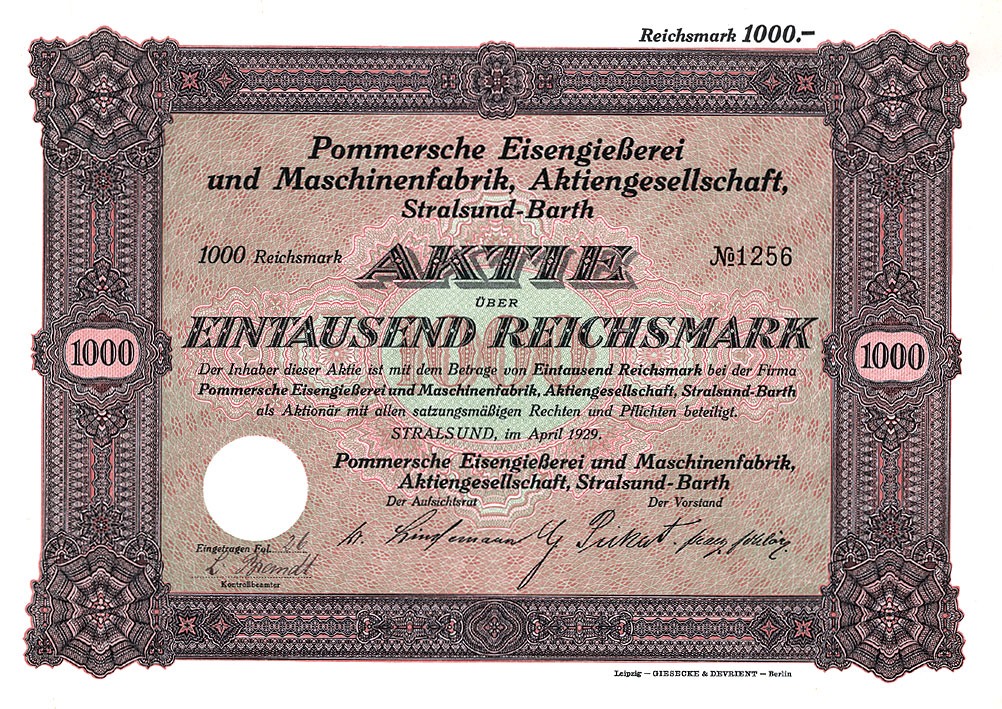 Reichsmark 1000.–
Pommersche Eisengießerei
und Maschinenfabrik, Aktiengesellschaft,
Stralsund-Barth
1000 Reichsmark AKTIE №1256
ÜBER
EINTAUSEND REICHSMARK
1000 1000
Der Inhaber dieser Aktie ist mit dem Betrage von Eintausend Reichsmark bei der Firma
Pommersche Eisengießerei und Maschinenfabrik, Aktiengesellschaft, Stralsund-Barth
als Aktionär mit allen satzungsmäßigen Rechten und Pflichten beteiligt.
STRALSUND, im April 1929.
Pommersche Eisengießerei und Maschinenfabrik,
Aktiengesellschaft, Stralsund-Barth
Der Aufsichtsrat Der Vorstand
Eingetragen Fol. 26
Kontrollbeamter
Leipzig — GIESECKE & DEVRIENT — Berlin